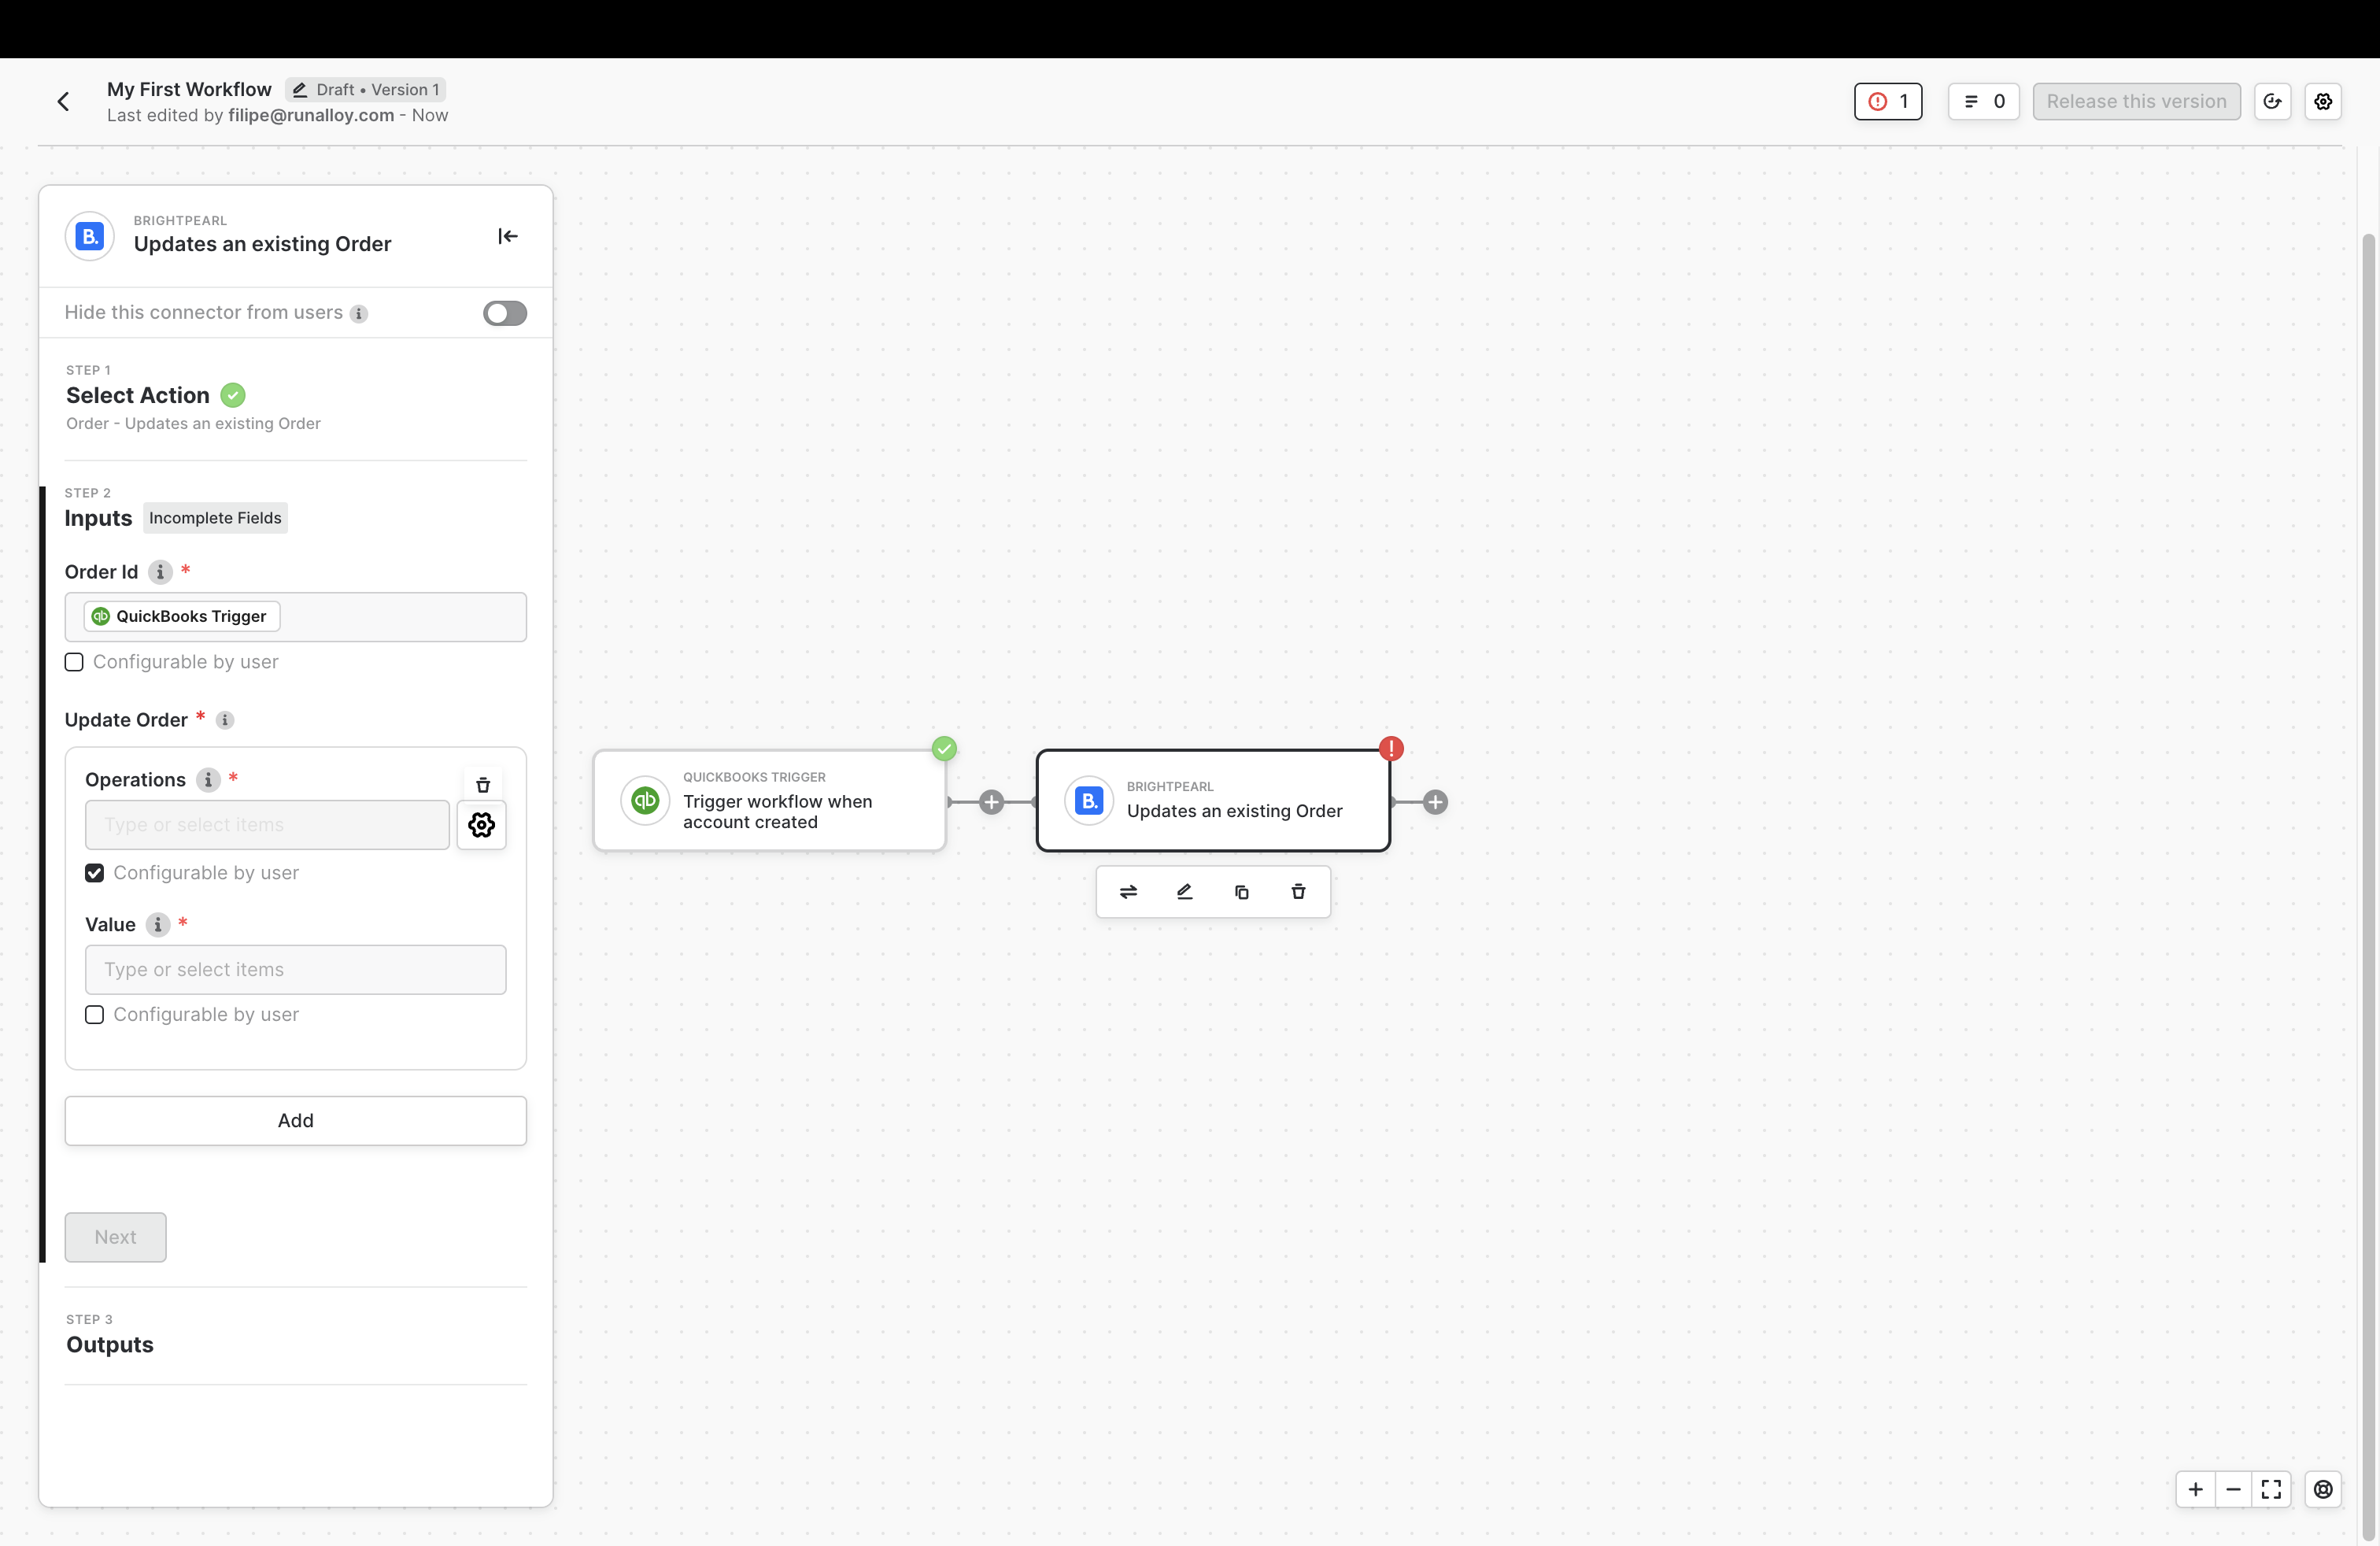 My First Workflow
Draft • Version 1
Last edited by filipe@runalloy.com - Now
1
0
Release this version
B.
BRIGHTPEARL
Updates an existing Order
Hide this connector from users
STEP 1
Select Action
Order - Updates an existing Order
STEP 2
Inputs
Incomplete Fields
Order Id *
qb QuickBooks Trigger
Configurable by user
Update Order *
Operations *
Type or select items
Configurable by user
Value *
Type or select items
Configurable by user
Add
Next
STEP 3
Outputs
qb
QUICKBOOKS TRIGGER
Trigger workflow when
account created
B.
BRIGHTPEARL
Updates an existing Order